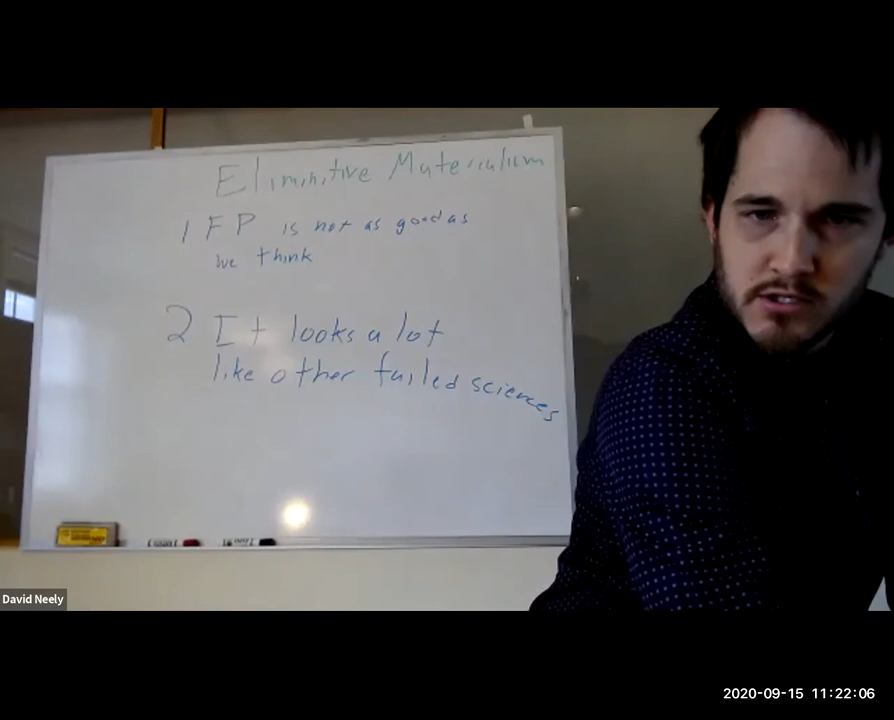 Eliminitive Materialism
1 FP is not as good as
we think
2 It looks a lot
like other failed sciences
David Neely
2020-09-15 11:22:06